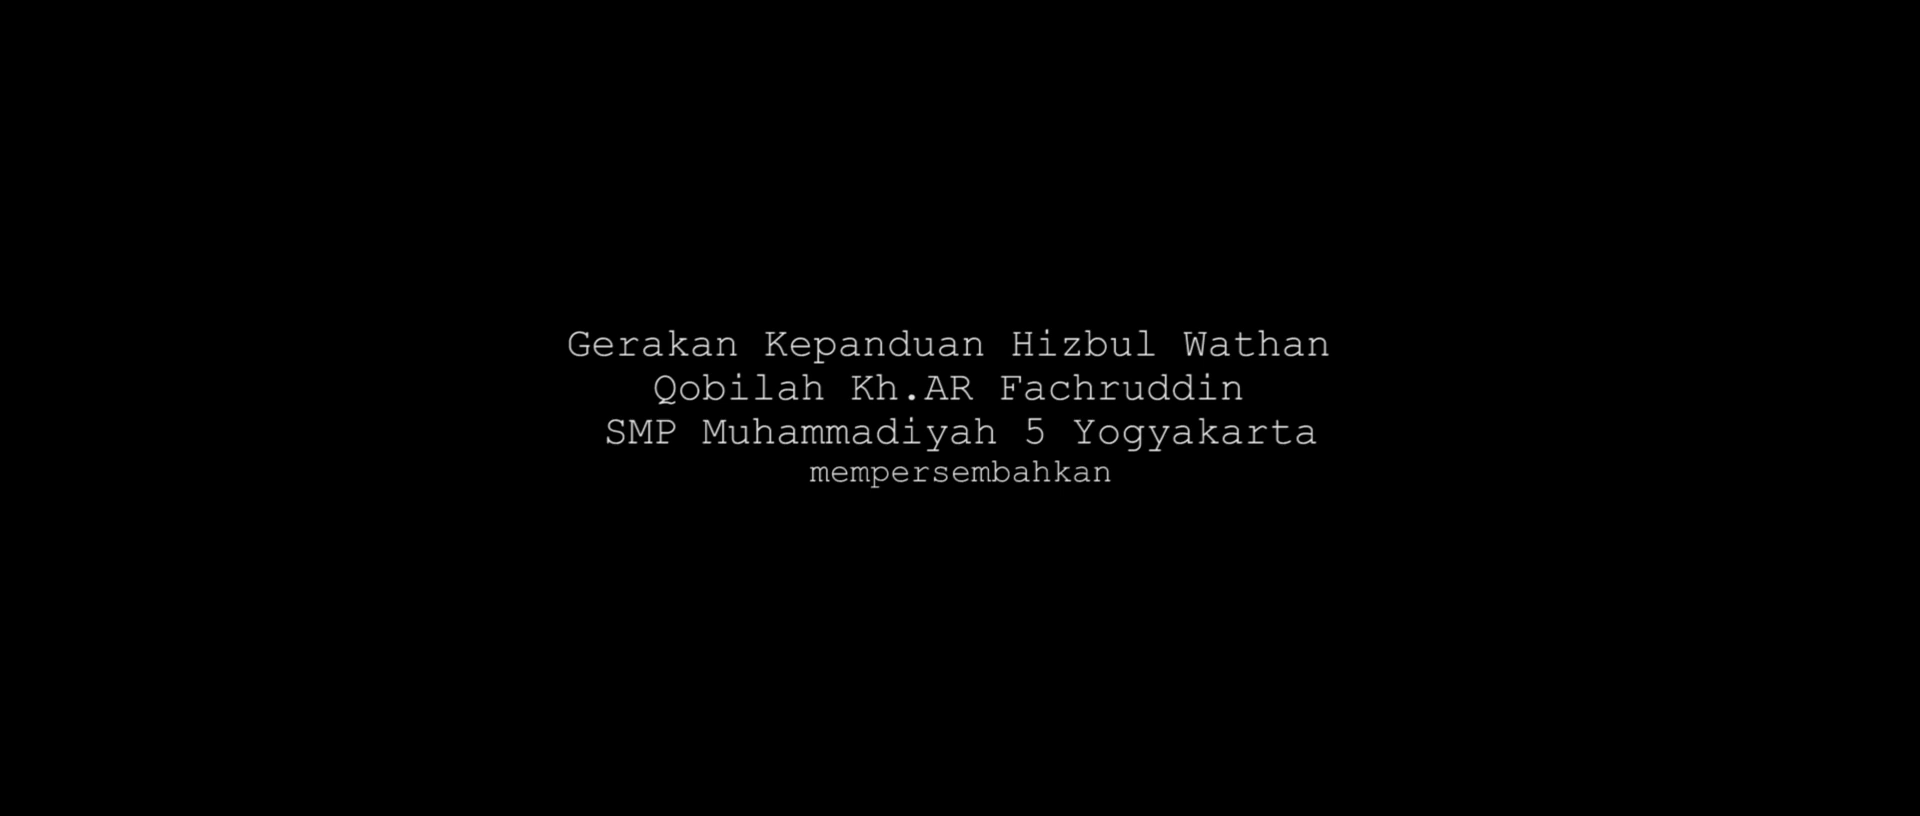 Gerakan Kepanduan Hizbul Wathan
Qobilah Kh.AR Fachruddin
SMP Muhammadiyah 5 Yogyakarta
mempersembahkan